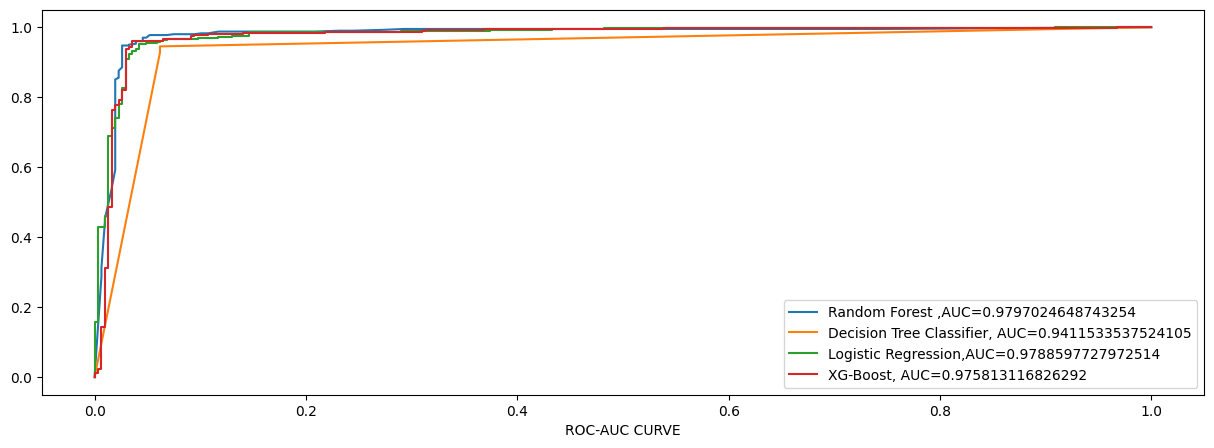 1.0
0.8
0.6
0.4
0.2
0.0
Random Forest ,AUC=0.9797024648743254
Decision Tree Classifier, AUC=0.9411533537524105
Logistic Regression,AUC=0.9788597727972514
XG-Boost, AUC=0.975813116826292
0.0 0.2 0.4 0.6 0.8 1.0
ROC-AUC CURVE